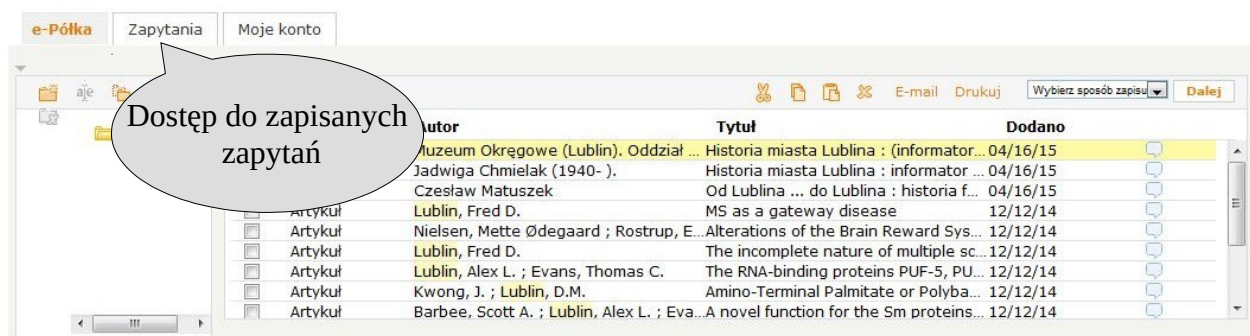 e-Półka Zapytania Moje konto
E-mail Drukuj Wybierz sposób zapisu Dalej
Dostęp do zapisanych
zapytań
Autor Tytuł Dodano
Muzeum Okręgowe (Lublin). Oddział ... Historia miasta Lublina : (informator... 04/16/15
Jadwiga Chmielak (1940- ). Historia miasta Lublina : informator ... 04/16/15
Czesław Matuszek Od Lublina ... do Lublina : historia f... 04/16/15
Artykuł Lublin, Fred D. MS as a gateway disease 12/12/14
Artykuł Nielsen, Mette Ødegaard ; Rostrup, E... Alterations of the Brain Reward Sys... 12/12/14
Artykuł Lublin, Fred D. The incomplete nature of multiple sc... 12/12/14
Artykuł Lublin, Alex L. ; Evans, Thomas C. The RNA-binding proteins PUF-5, PU... 12/12/14
Artykuł Kwong, J. ; Lublin, D.M. Amino-Terminal Palmitate or Polyba... 12/12/14
Artykuł Barbee, Scott A. ; Lublin, Alex L. ; Eva... A novel function for the Sm proteins... 12/12/14